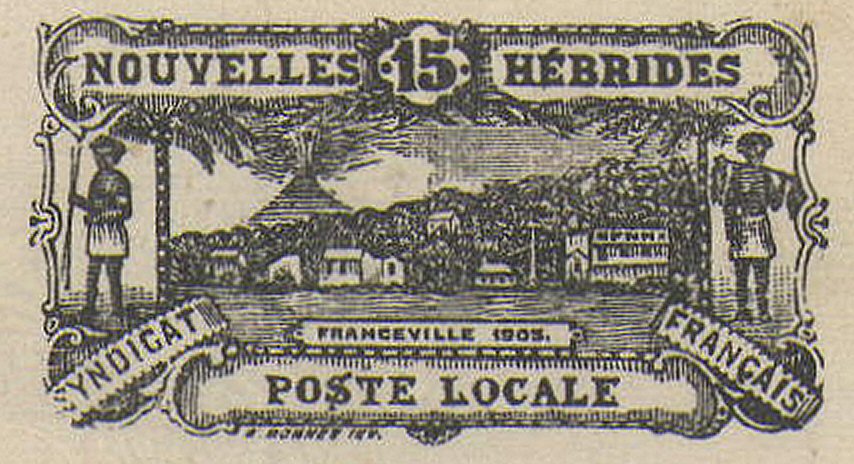 NOUVELLES 15 HÉBRIDES
FRANCEVILLE 1903.
SYNDICAT FRANÇAIS
POSTE LOCALE